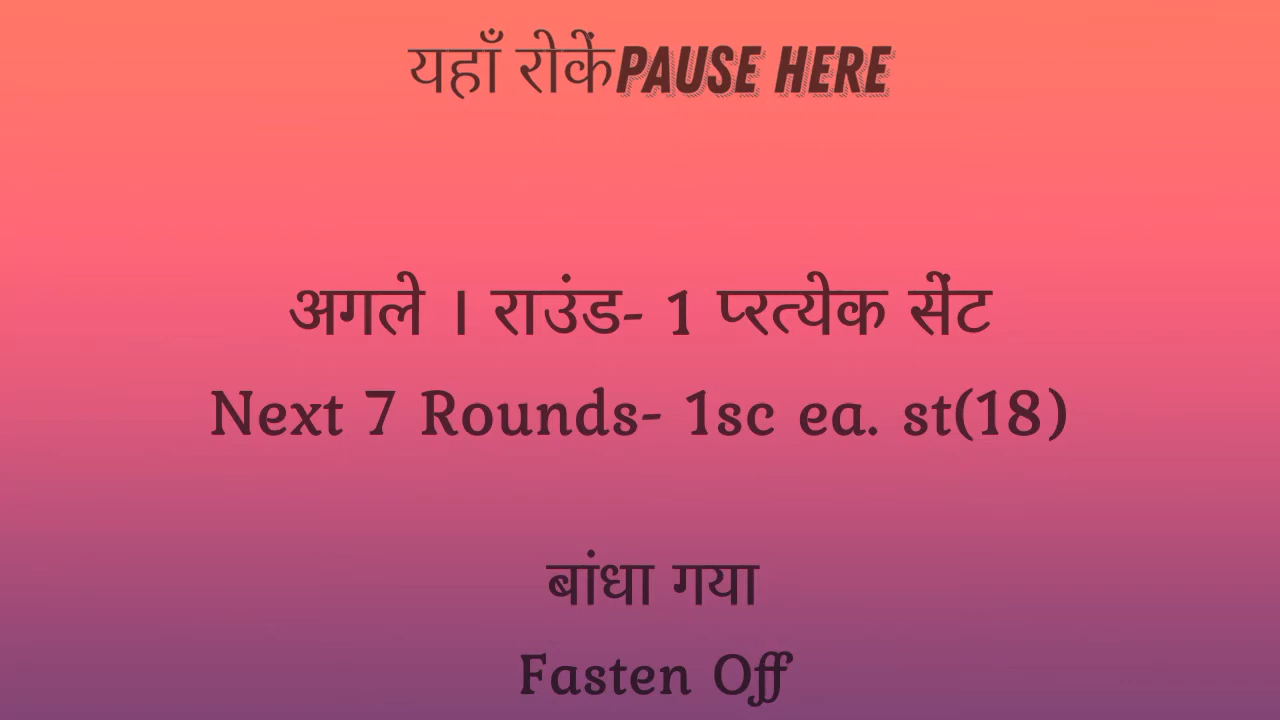 यहाँ रोकेंPAUSE HERE
अगले । राउंड- 1 प्रत्येक सेंट
Next 7 Rounds- 1sc ea. st(18)
बांधा गया
Fasten Off